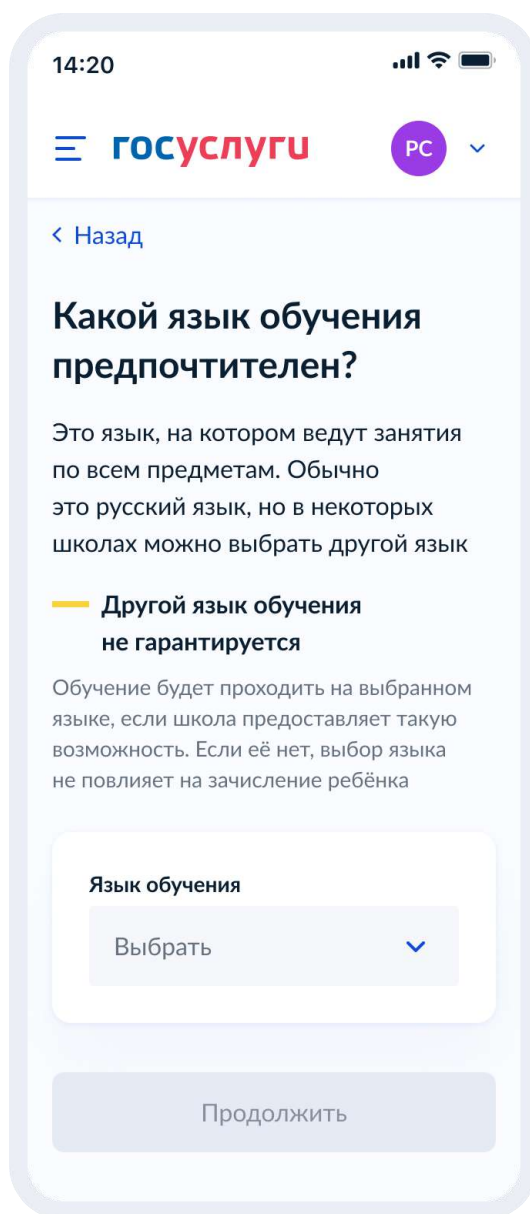 14:20
госуслуги
РС
Назад
Какой язык обучения
предпочтителен?
Это язык, на котором ведут занятия
по всем предметам. Обычно
это русский язык, но в некоторых
школах можно выбрать другой язык
Другой язык обучения
не гарантируется
Обучение будет проходить на выбранном
языке, если школа предоставляет такую
возможность. Если её нет, выбор языка
не повлияет на зачисление ребёнка
Язык обучения
Выбрать
Продолжить